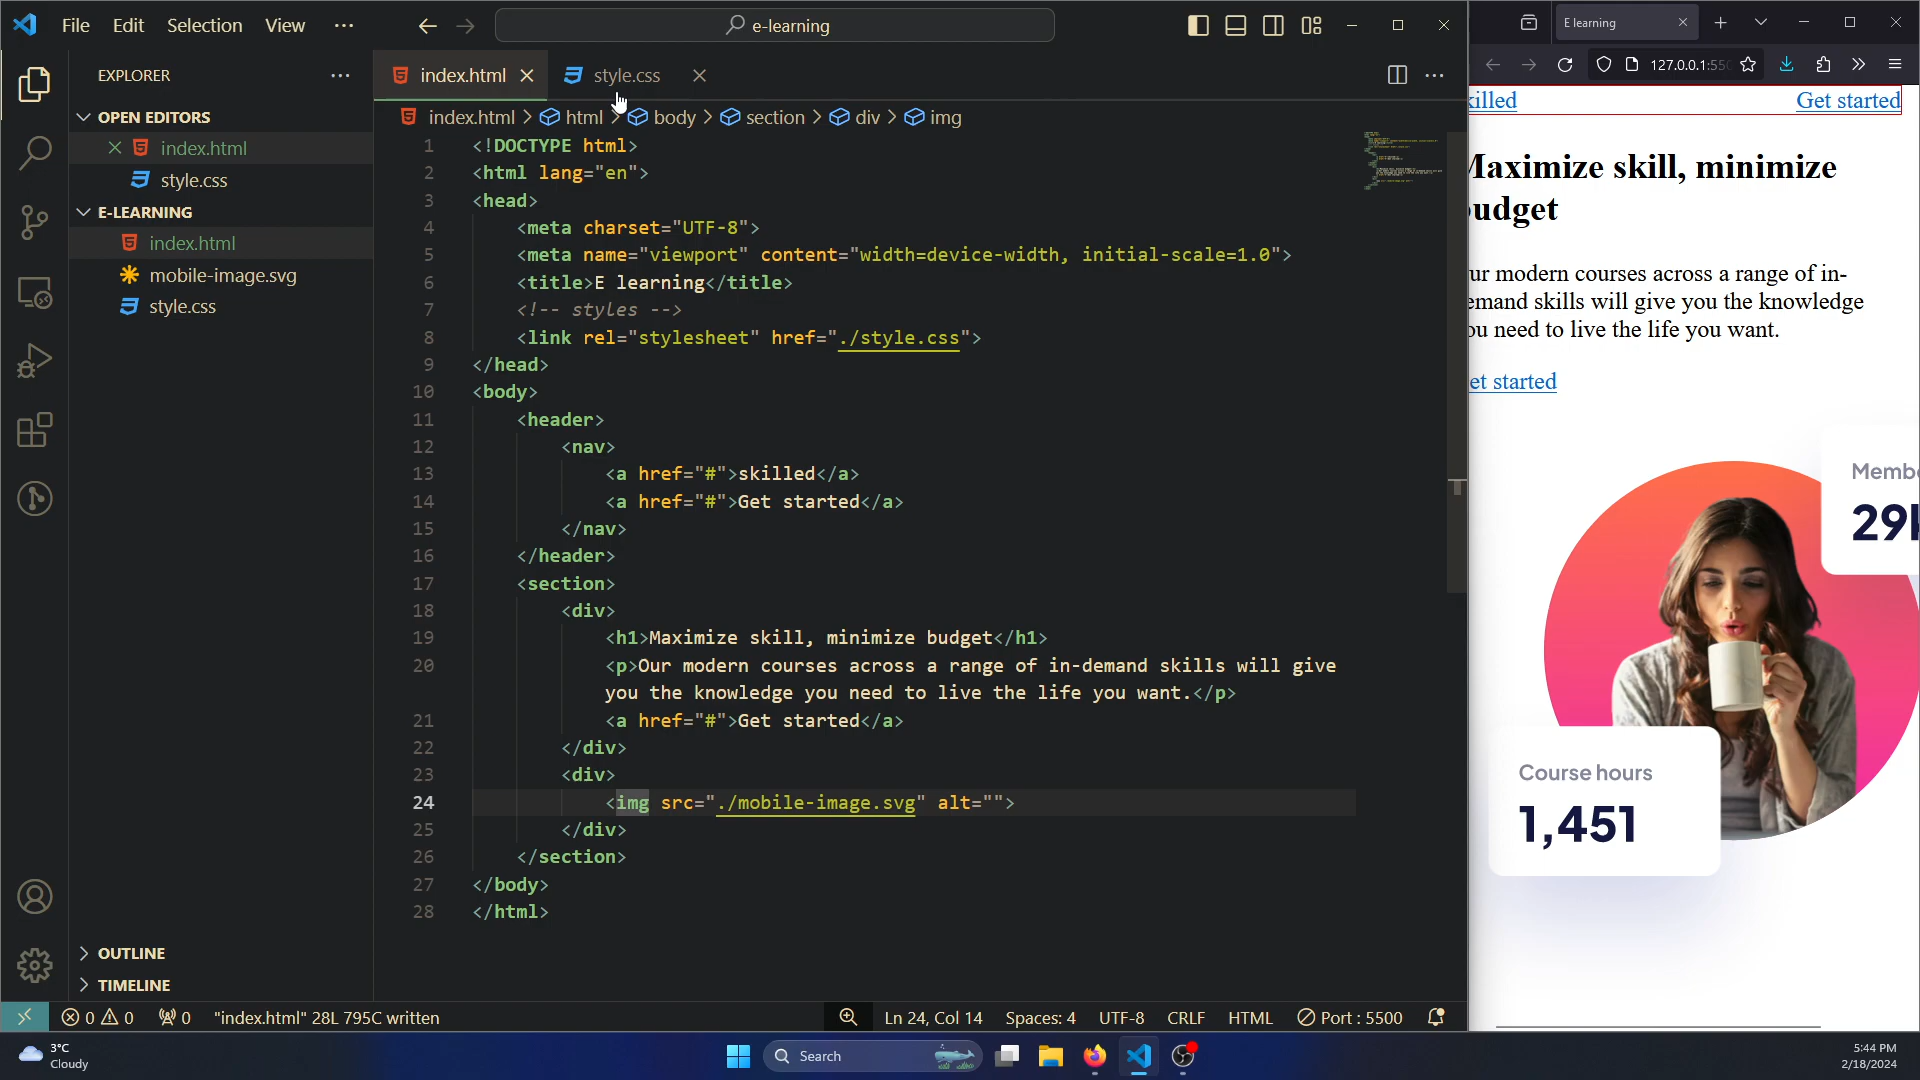 File Edit Selection View ···
e-learning
E learning
127.0.0.1:550
EXPLORER
OPEN EDITORS
index.html
style.css
E-LEARNING
index.html
mobile-image.svg
style.css
OUTLINE
TIMELINE
index.html style.css
index.html > html > body > section > div > img
1 <!DOCTYPE html>
2 <html lang="en">
3 <head>
4 <meta charset="UTF-8">
5 <meta name="viewport" content="width=device-width, initial-scale=1.0">
6 <title>E learning</title>
7 <!-- styles -->
8 <link rel="stylesheet" href="./style.css">
9 </head>
10 <body>
11 <header>
12 <nav>
13 <a href="#">skilled</a>
14 <a href="#">Get started</a>
15 </nav>
16 </header>
17 <section>
18 <div>
19 <h1>Maximize skill, minimize budget</h1>
20 <p>Our modern courses across a range of in-demand skills will give
you the knowledge you need to live the life you want.</p>
21 <a href="#">Get started</a>
22 </div>
23 <div>
24 <img src="./mobile-image.svg" alt="">
25 </div>
26 </section>
27 </body>
28 </html>
killed Get started
Maximize skill, minimize
udget
ur modern courses across a range of in-
emand skills will give you the knowledge
ou need to live the life you want.
et started
Memb
29k
Course hours
1,451
0 0 0 "index.html" 28L 795C written
Ln 24, Col 14 Spaces: 4 UTF-8 CRLF HTML Port : 5500
3°C
Cloudy
Search
5:44 PM
2/18/2024